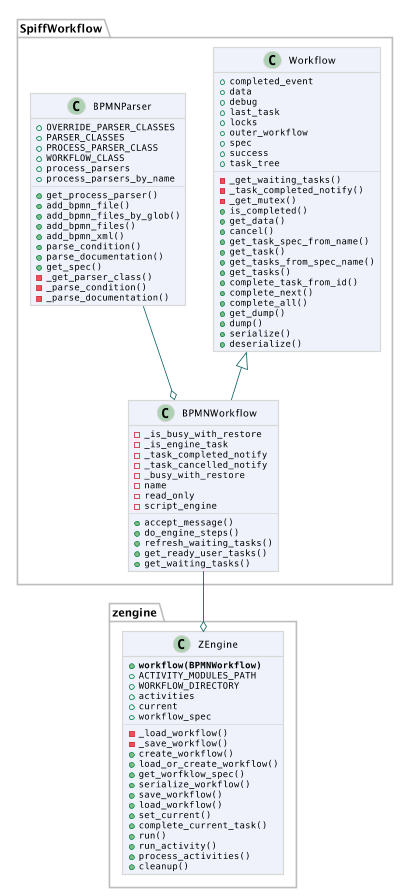 SpiffWorkflow
C Workflow
completed_event
data
debug
last_task
locks
outer_workflow
spec
success
task_tree
_get_waiting_tasks()
_task_completed_notify()
_get_mutex()
is_completed()
get_data()
cancel()
get_task_spec_from_name()
get_task()
get_tasks_from_spec_name()
get_tasks()
complete_task_from_id()
complete_next()
complete_all()
get_dump()
dump()
serialize()
deserialize()
C BPMNParser
OVERRIDE_PARSER_CLASSES
PARSER_CLASSES
PROCESS_PARSER_CLASS
WORKFLOW_CLASS
process_parsers
process_parsers_by_name
get_process_parser()
add_bpmn_file()
add_bpmn_files_by_glob()
add_bpmn_files()
add_bpmn_xml()
parse_condition()
parse_documentation()
get_spec()
_get_parser_class()
_parse_condition()
_parse_documentation()
C BPMNWorkflow
_is_busy_with_restore
_is_engine_task
_task_completed_notify
_task_cancelled_notify
_busy_with_restore
name
read_only
script_engine
accept_message()
do_engine_steps()
refresh_waiting_tasks()
get_ready_user_tasks()
get_waiting_tasks()
zengine
C ZEngine
workflow(BPMNWorkflow)
ACTIVITY_MODULES_PATH
WORKFLOW_DIRECTORY
activities
current
workflow_spec
_load_workflow()
_save_workflow()
create_workflow()
load_or_create_workflow()
get_worfklow_spec()
serialize_workflow()
save_workflow()
load_workflow()
set_current()
complete_current_task()
run()
run_activity()
process_activities()
cleanup()